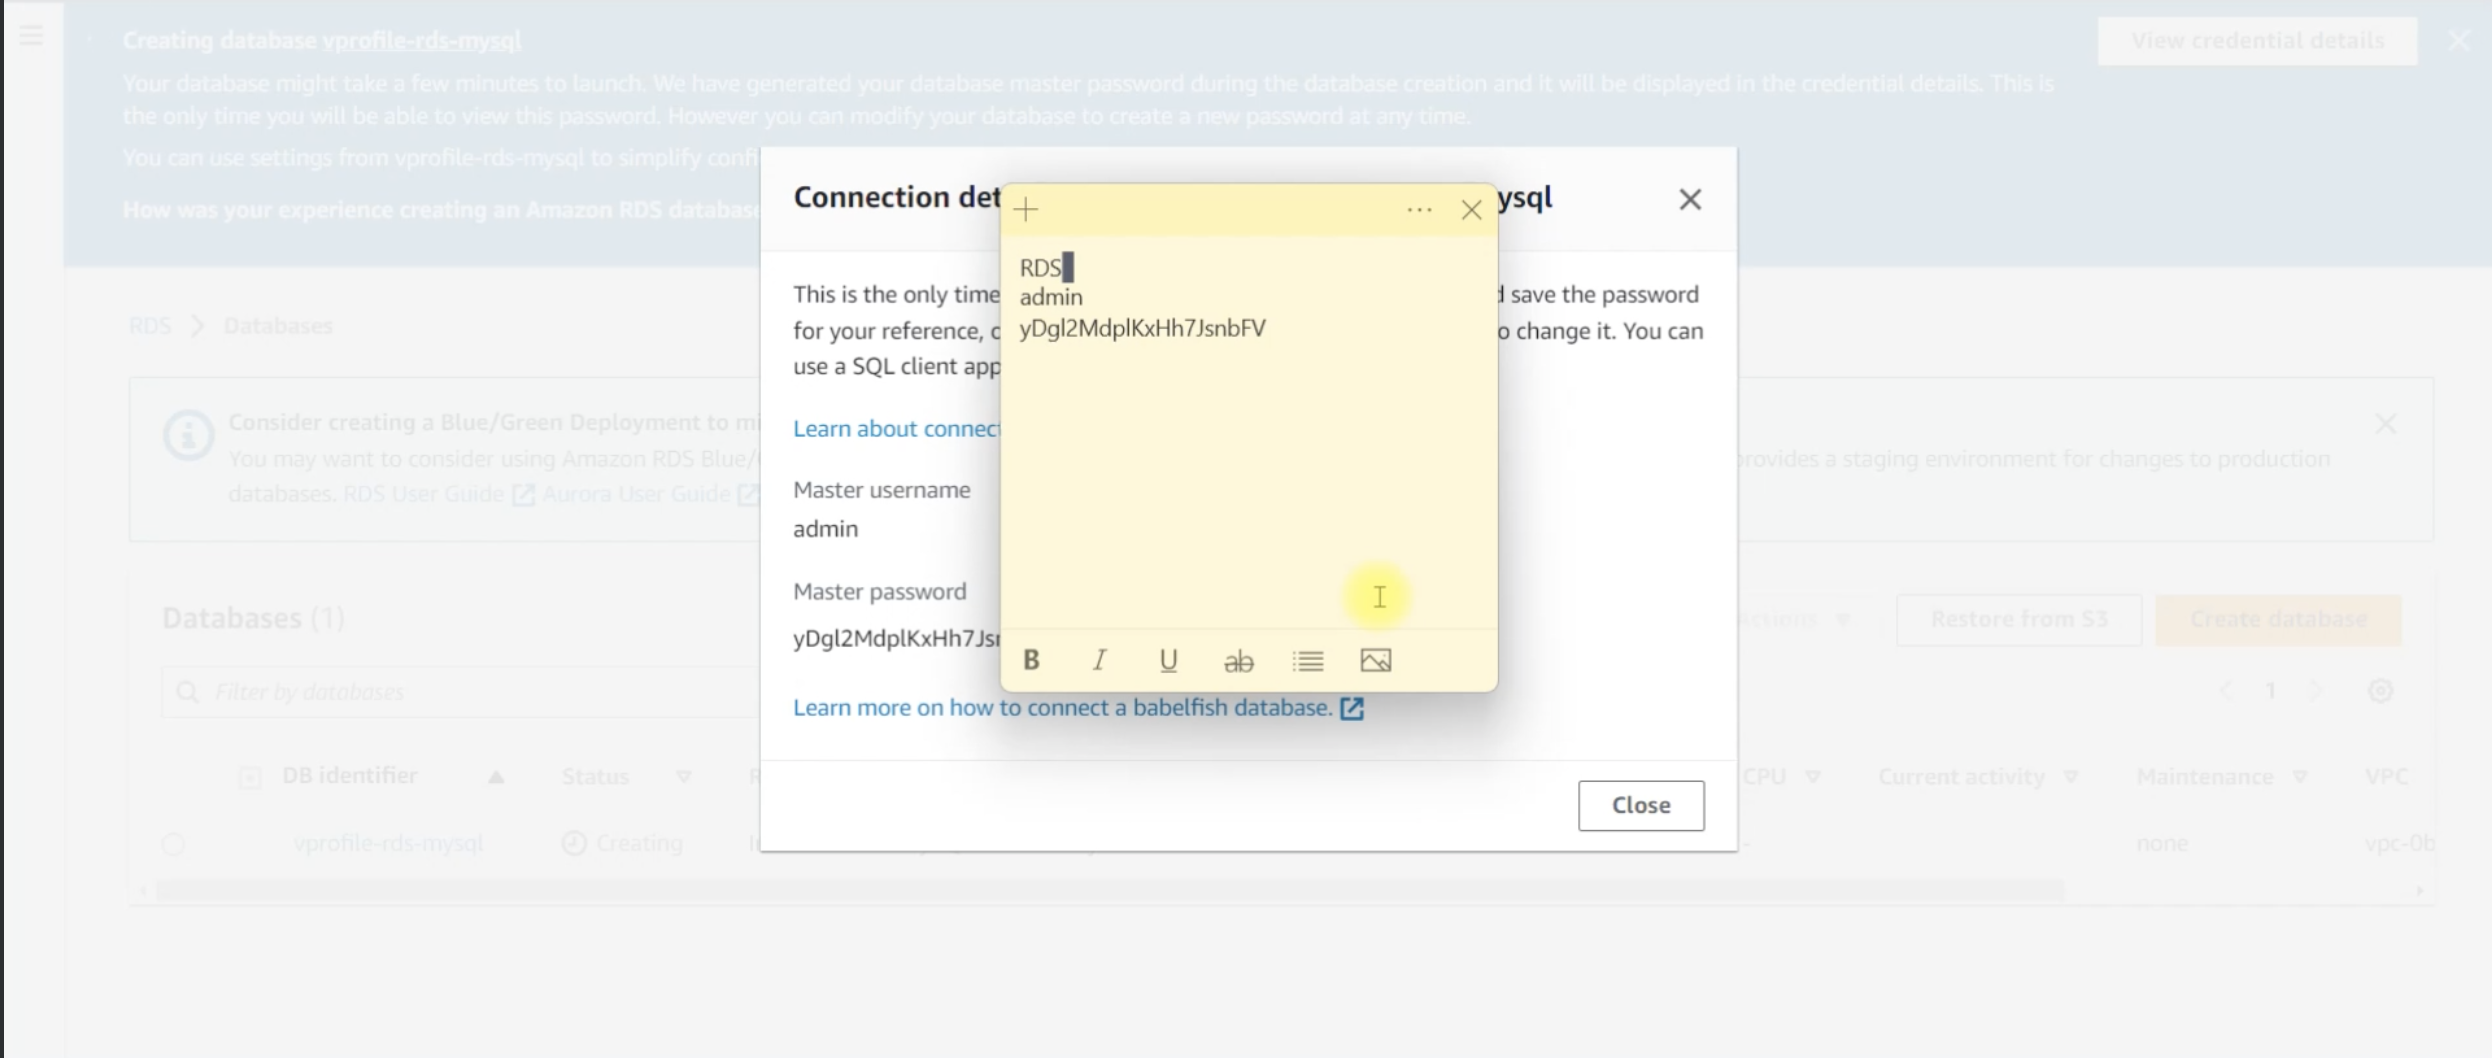 Creating database vprofile-rds-mysql
View credential details
Your database might take a few minutes to launch. We have generated your database master password during the database creation and it will be displayed in the credential details. This is
the only time you will be able to view this password. However you can modify your database to create a new password at any time.
You can use settings from vprofile-rds-mysql to simplify
How was your experience creating an Amazon RDS database
Connection
RDS
admin
yDgl2MdplKxHh7JsnbFV
This is the only time
save the password
for your reference,
change it. You can
use a SQL client
Learn about
Master username
admin
Master password
yDgl2MdplKxHh7Js
B I U ab
Learn more on how to connect a babelfish database.
Close
RDS > Databases
Consider creating a Blue/Green Deployment to
You may want to consider using Amazon RDS Blue/
provides a staging environment for changes to production
databases. RDS User Guide Aurora User Guide
Databases (1)
Actions
Restore from S3
Create database
Filter by databases
1
DB identifier Status
CPU Current activity Maintenance VPC
vprofile-rds-mysql Creating
- none vpc-0b